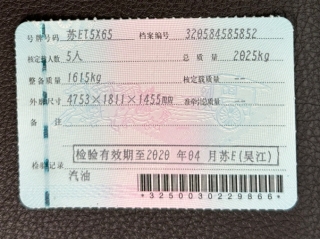 号牌号码 苏ET5X65 档案编号 320584585852
核定载人数 5人 总质量 2025kg
整备质量 1615kg 核定载质量 --
外廓尺寸 4753×1811×1455mm 准牵引总质量 --
备注
检验记录 检验有效期至2020年04月苏E(吴江)
汽油
*3250030221996*